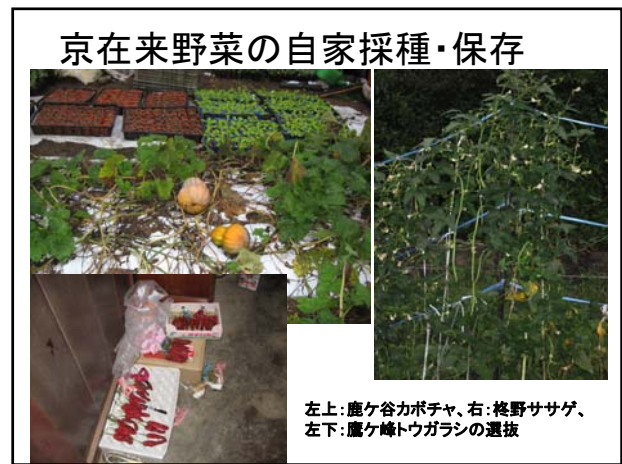 京在来野菜の自家採種・保存
左上：鹿ケ谷カボチャ、右：柊野ササゲ、
左下：鷹ケ峰トウガラシの選抜